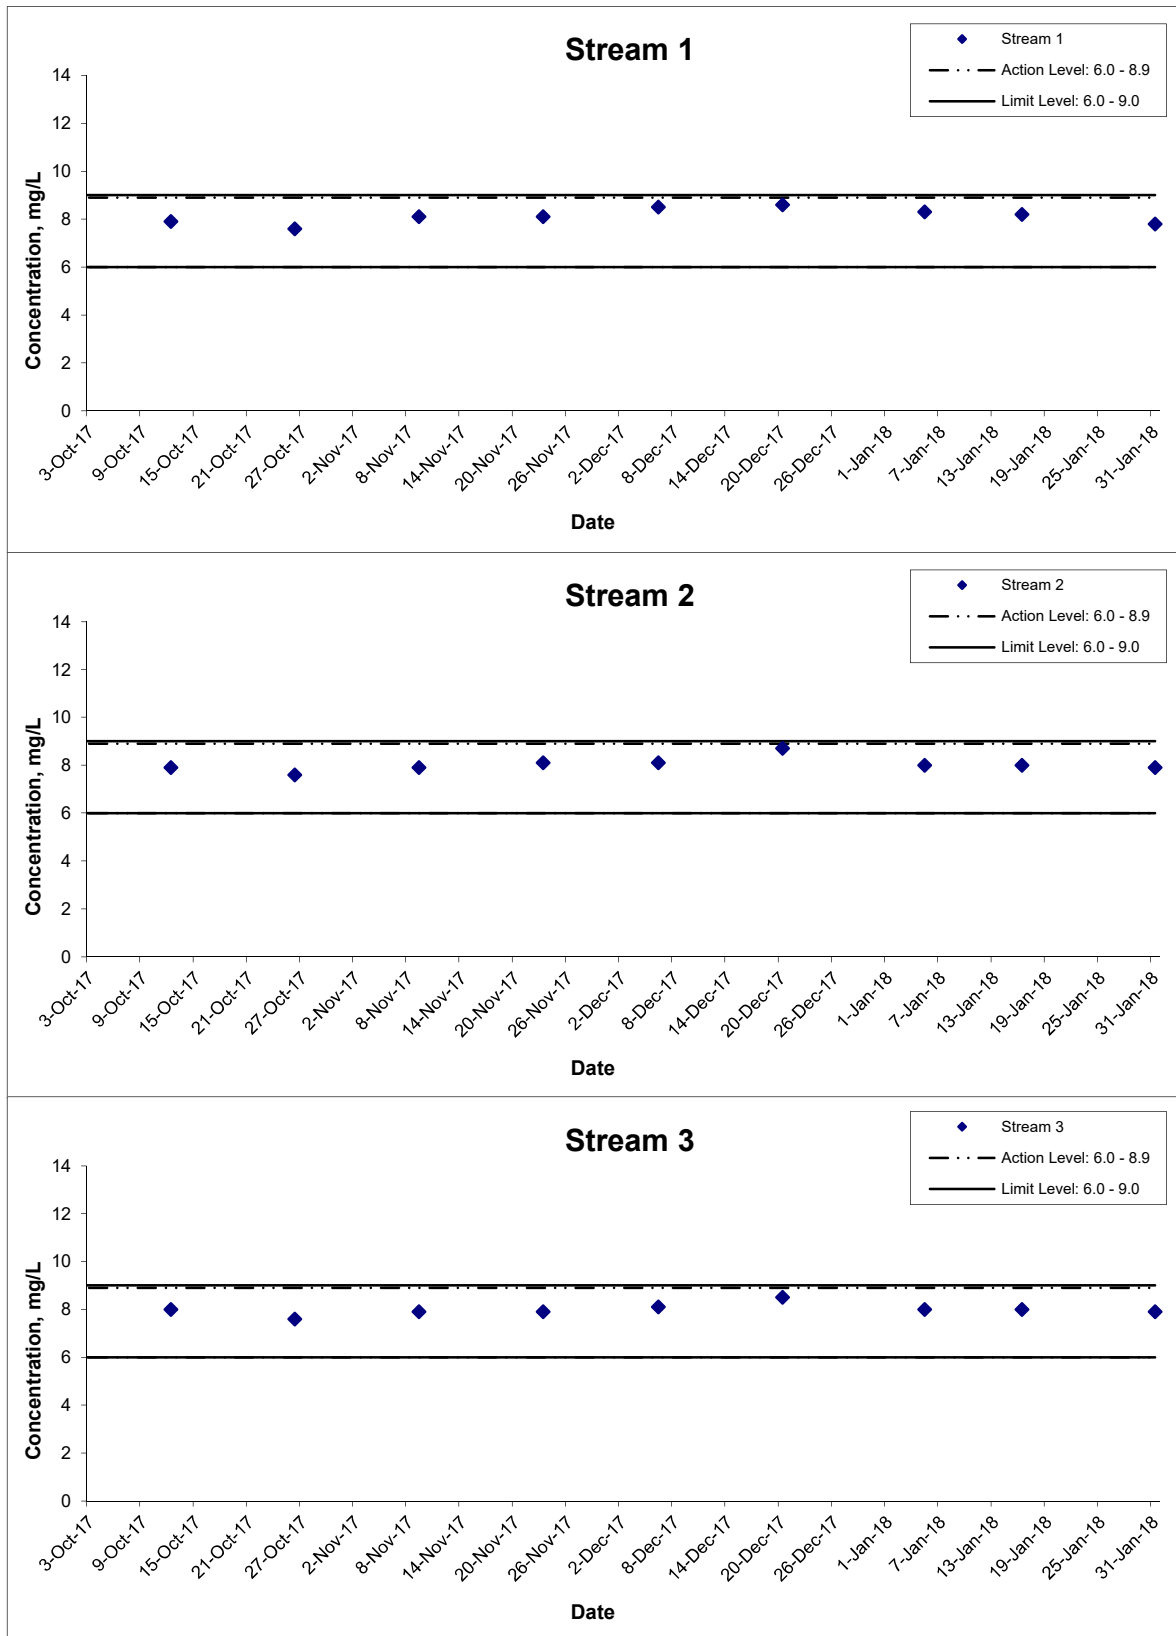 Stream 1
Stream 1
Action Level: 6.0 - 8.9
Limit Level: 6.0 - 9.0
Concentration, mg/L
14
12
10
8
6
4
2
0
3-Oct-17
9-Oct-17
15-Oct-17
21-Oct-17
27-Oct-17
2-Nov-17
8-Nov-17
14-Nov-17
20-Nov-17
26-Nov-17
2-Dec-17
8-Dec-17
14-Dec-17
20-Dec-17
26-Dec-17
1-Jan-18
7-Jan-18
13-Jan-18
19-Jan-18
25-Jan-18
31-Jan-18
Date
Stream 2
Stream 2
Action Level: 6.0 - 8.9
Limit Level: 6.0 - 9.0
Concentration, mg/L
14
12
10
8
6
4
2
0
3-Oct-17
9-Oct-17
15-Oct-17
21-Oct-17
27-Oct-17
2-Nov-17
8-Nov-17
14-Nov-17
20-Nov-17
26-Nov-17
2-Dec-17
8-Dec-17
14-Dec-17
20-Dec-17
26-Dec-17
1-Jan-18
7-Jan-18
13-Jan-18
19-Jan-18
25-Jan-18
31-Jan-18
Date
Stream 3
Stream 3
Action Level: 6.0 - 8.9
Limit Level: 6.0 - 9.0
Concentration, mg/L
14
12
10
8
6
4
2
0
3-Oct-17
9-Oct-17
15-Oct-17
21-Oct-17
27-Oct-17
2-Nov-17
8-Nov-17
14-Nov-17
20-Nov-17
26-Nov-17
2-Dec-17
8-Dec-17
14-Dec-17
20-Dec-17
26-Dec-17
1-Jan-18
7-Jan-18
13-Jan-18
19-Jan-18
25-Jan-18
31-Jan-18
Date